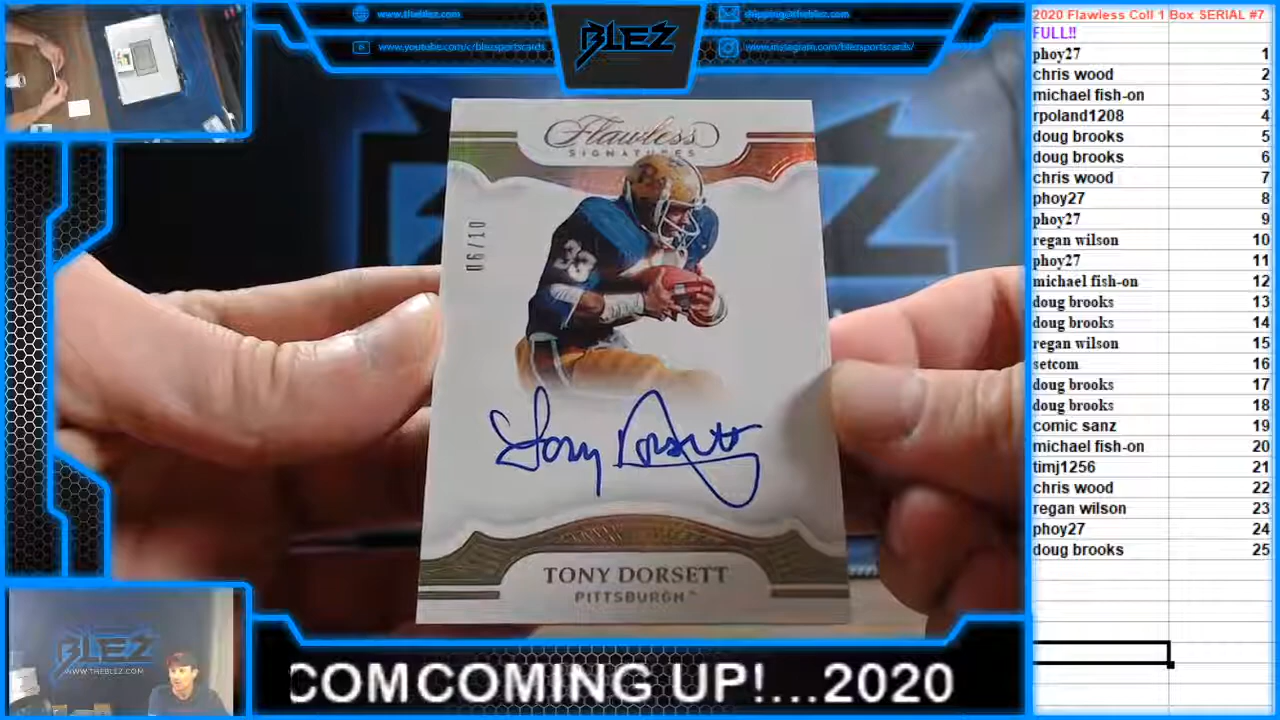 www.theblez.com
shipping@theblez.com
www.youtube.com/c/blezsportscards
www.instagram.com/blezsportscards/
BLEZ
Flawless
SIGNATURES
06/10
Tony Dorsett
TONY DORSETT
PITTSBURGH
BLEZ
WWW.THEBLEZ.COM
COMCOMING UP!...2020
2020 Flawless Coll 1 Box SERIAL #7
FULL!!
phoy27 1
chris wood 2
michael fish-on 3
rpoland1208 4
doug brooks 5
doug brooks 6
chris wood 7
phoy27 8
phoy27 9
regan wilson 10
phoy27 11
michael fish-on 12
doug brooks 13
doug brooks 14
regan wilson 15
setcom 16
doug brooks 17
doug brooks 18
comic sanz 19
michael fish-on 20
timj1256 21
chris wood 22
regan wilson 23
phoy27 24
doug brooks 25